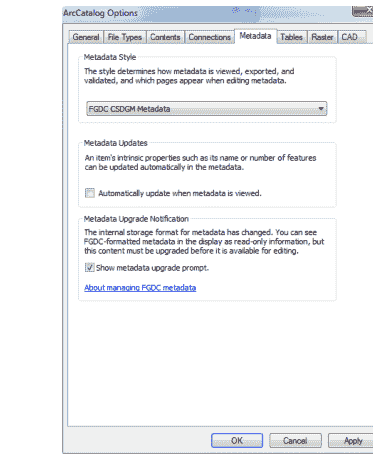 ArcCatalog Options
General File Types Contents Connections Metadata Tables Raster CAD
Metadata Style
The style determines how metadata is viewed, exported, and
validated, and which pages appear when editing metadata.
FGDC CSDGM Metadata
Metadata Updates
An item's intrinsic properties such as its name or number of features
can be updated automatically in the metadata.
Automatically update when metadata is viewed.
Metadata Upgrade Notification
The internal storage format for metadata has changed. You can see
FGDC-formatted metadata in the display as read-only information, but
this content must be upgraded before it is available for editing.
Show metadata upgrade prompt.
About managing FGDC metadata
OK Cancel Apply